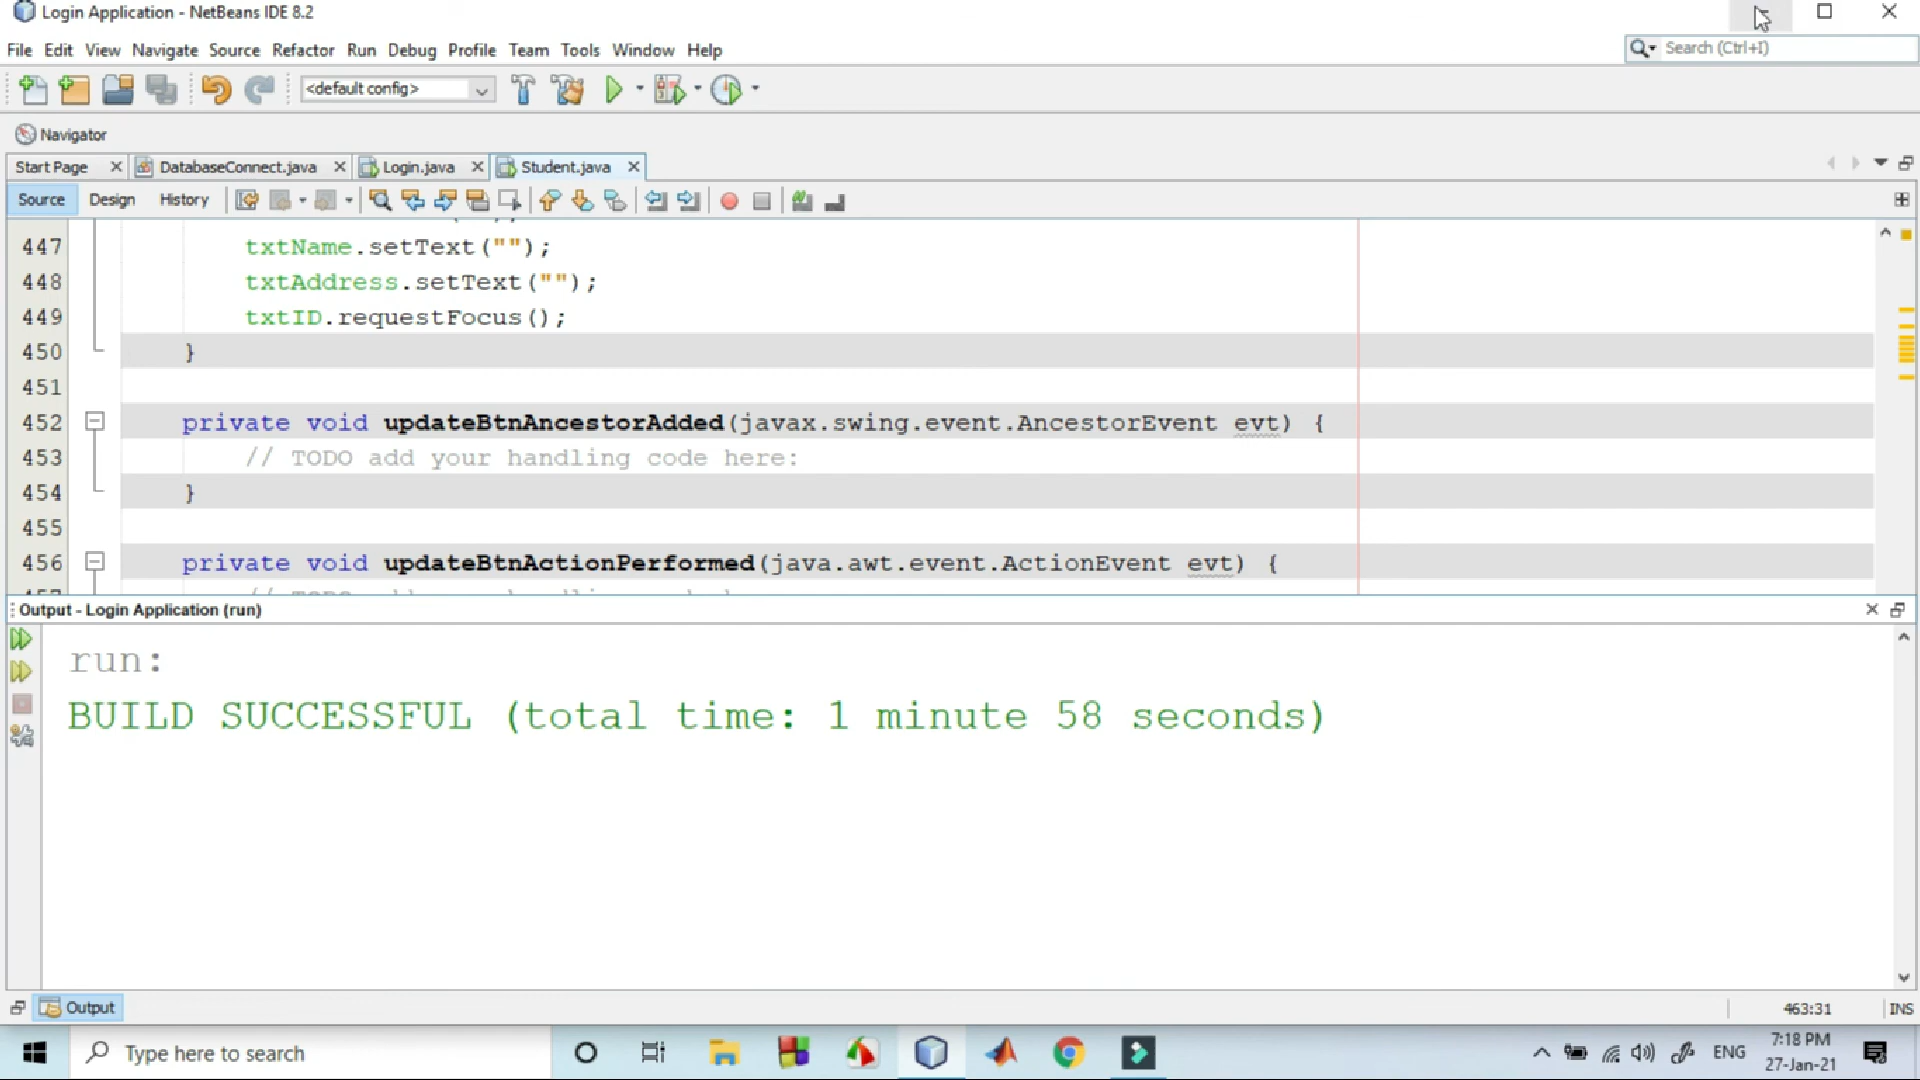 Login Application - NetBeans IDE 8.2
File Edit View Navigate Source Refactor Run Debug Profile Team Tools Window Help
Search (Ctrl+I)
<default config>
Navigator
Start Page DatabaseConnect.java Login.java Student.java
Source Design History
447 txtName.setText("");
448 txtAddress.setText("");
449 txtID.requestFocus();
450 }
451
452 private void updateBtnAncestorAdded(javax.swing.event.AncestorEvent evt) {
453 // TODO add your handling code here:
454 }
455
456 private void updateBtnActionPerformed(java.awt.event.ActionEvent evt) {
Output - Login Application (run)
run:
BUILD SUCCESSFUL (total time: 1 minute 58 seconds)
Output
463:31 INS
Type here to search
ENG
7:18 PM
27-Jan-21